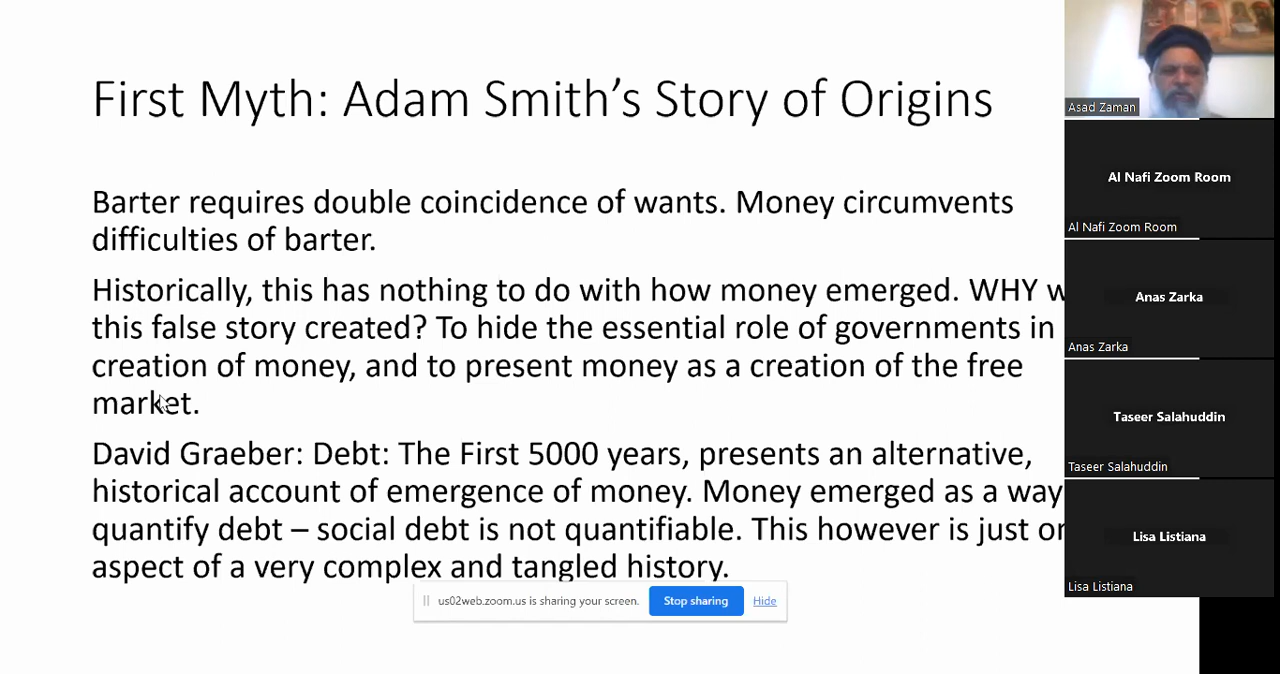 First Myth: Adam Smith's Story of Origins
Barter requires double coincidence of wants. Money circumvents
difficulties of barter.
Historically, this has nothing to do with how money emerged. WHY
this false story created? To hide the essential role of governments in
creation of money, and to present money as a creation of the free
market.
David Graeber: Debt: The First 5000 years, presents an alternative,
historical account of emergence of money. Money emerged as a way
quantify debt – social debt is not quantifiable. This however is just
aspect of a very complex and tangled history.
us02web.zoom.us is sharing your screen.
Stop sharing
Hide
Asad Zaman
Al Nafi Zoom Room
Al Nafi Zoom Room
Anas Zarka
Anas Zarka
Taseer Salahuddin
Taseer Salahuddin
Lisa Listiana
Lisa Listiana